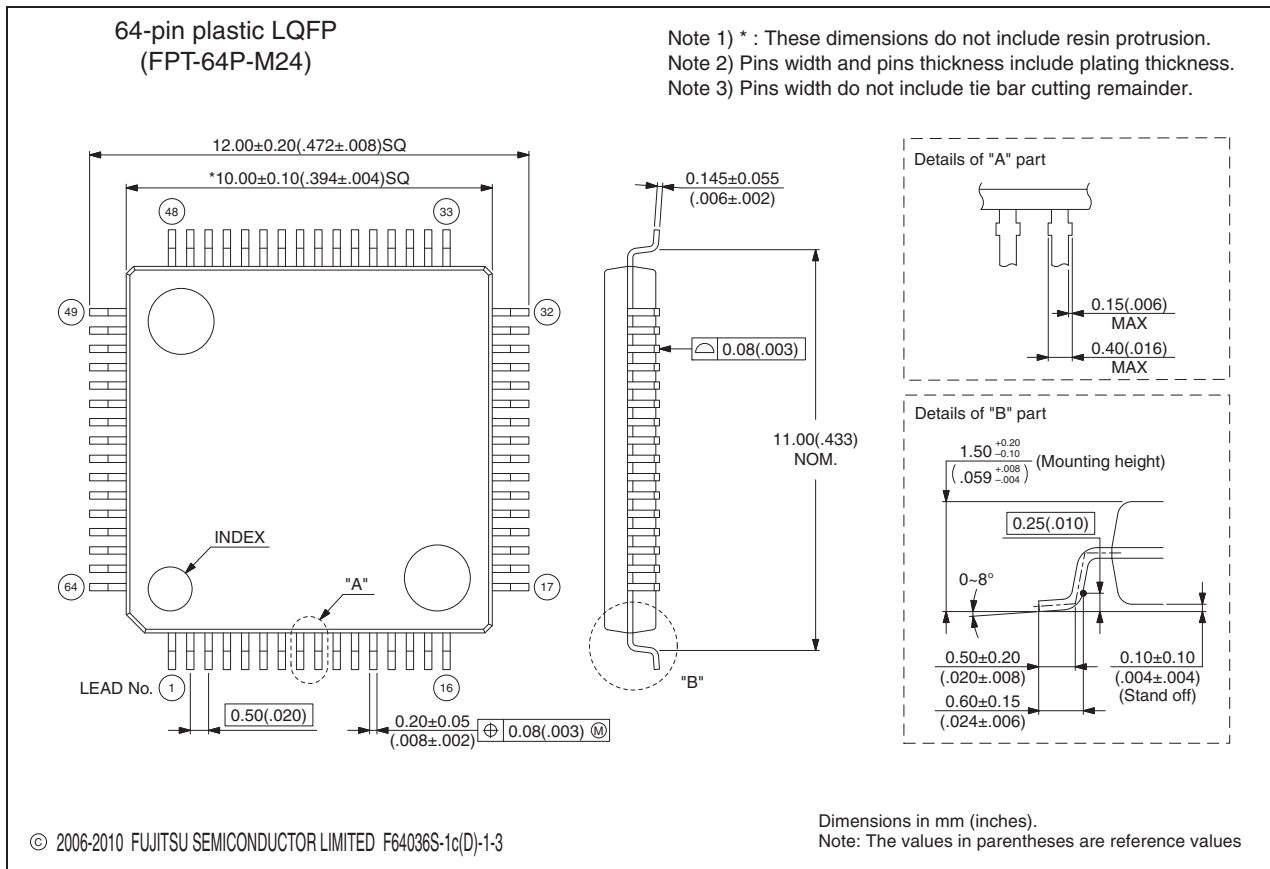 64-pin plastic LQFP
(FPT-64P-M24)
Note 1) * : These dimensions do not include resin protrusion.
Note 2) Pins width and pins thickness include plating thickness.
Note 3) Pins width do not include tie bar cutting remainder.
12.00±0.20(.472±.008)SQ
*10.00±0.10(.394±.004)SQ
48
33
49
32
INDEX
64
17
"A"
LEAD No. 1
16
0.50(.020)
0.20±0.05
(.008±.002)
⌖ 0.08(.003) Ⓜ
0.145±0.055
(.006±.002)
⌓ 0.08(.003)
11.00(.433)
NOM.
"B"
Details of "A" part
0.15(.006)
MAX
0.40(.016)
MAX
Details of "B" part
1.50 +0.20 −0.10
(.059 +.008 −.004)
(Mounting height)
0.25(.010)
0~8°
0.50±0.20
(.020±.008)
0.60±0.15
(.024±.006)
0.10±0.10
(.004±.004)
(Stand off)
© 2006-2010 FUJITSU SEMICONDUCTOR LIMITED F64036S-1c(D)-1-3
Dimensions in mm (inches).
Note: The values in parentheses are reference values